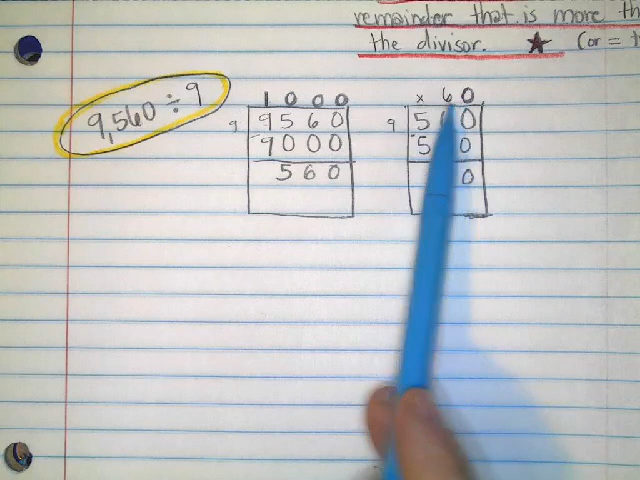 remainder that is more th
the divisor. ★ (or = t
9,560 ÷ 9
1 0 0 0
9 9 5 6 0
- 9 0 0 0
5 6 0
x 6 0
9 5 0
- 5 0
0